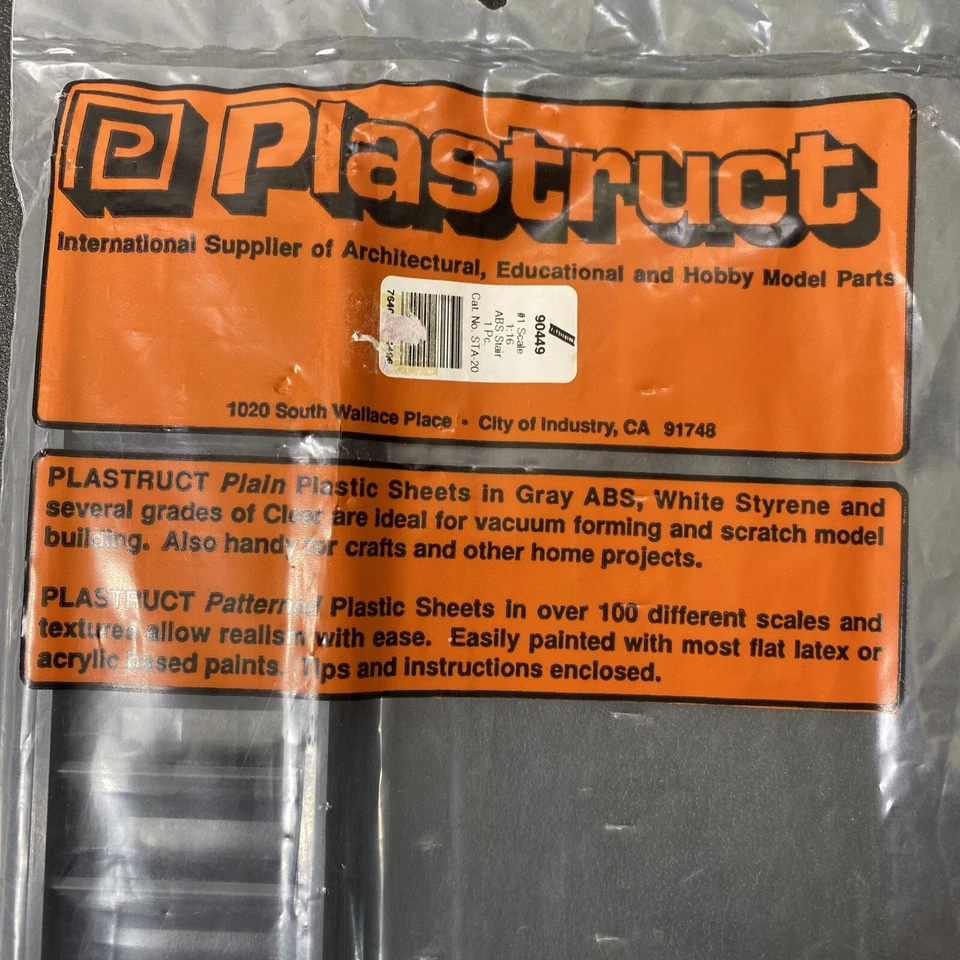 P Plastruct
International Supplier of Architectural, Educational and Hobby Model Parts
90449
#1 Scale
1:16
ABS Stair
1 Pc.
Cat. No. STA-20
1020 South Wallace Place • City of Industry, CA 91748
PLASTRUCT Plain Plastic Sheets in Gray ABS, White Styrene and
several grades of Clear are ideal for vacuum forming and scratch model
building. Also handy for crafts and other home projects.
PLASTRUCT Patterned Plastic Sheets in over 100 different scales and
textures allow realism with ease. Easily painted with most flat latex or
acrylic based paints. Tips and instructions enclosed.